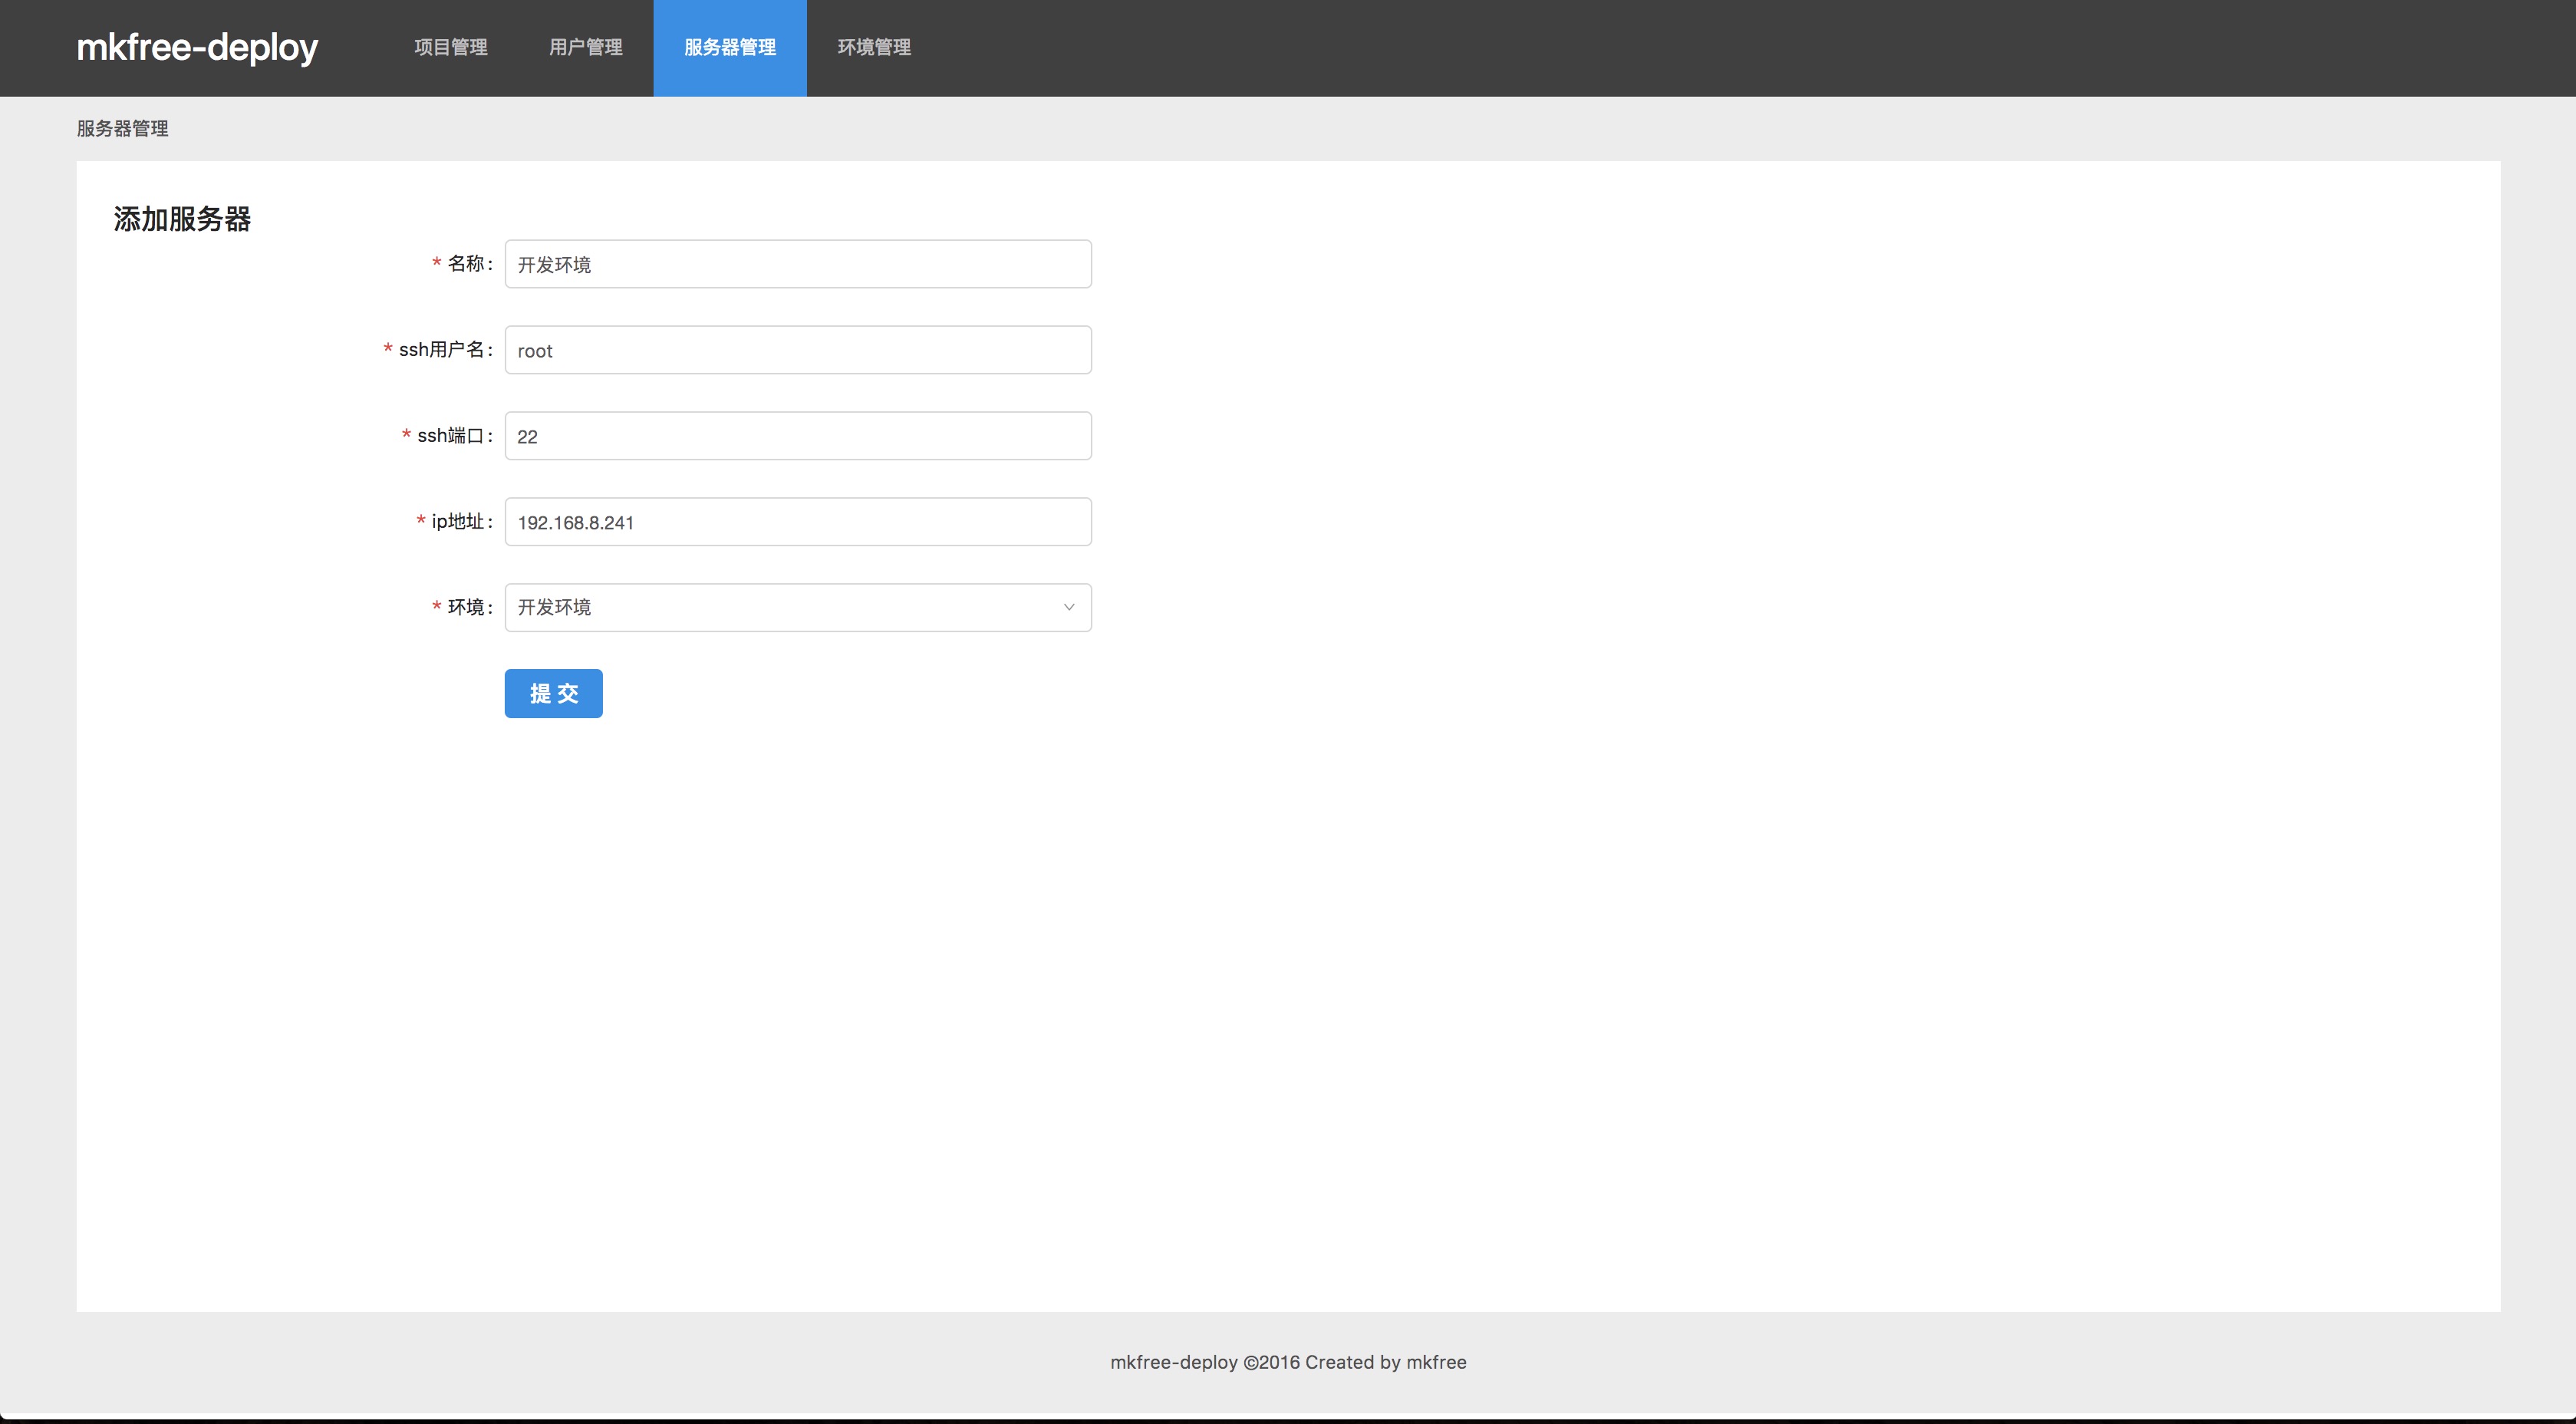 mkfree-deploy 项目管理 用户管理 服务器管理 环境管理
服务器管理
添加服务器
* 名称: 开发环境
* ssh用户名: root
* ssh端口: 22
* ip地址: 192.168.8.241
* 环境: 开发环境
提 交
mkfree-deploy ©2016 Created by mkfree